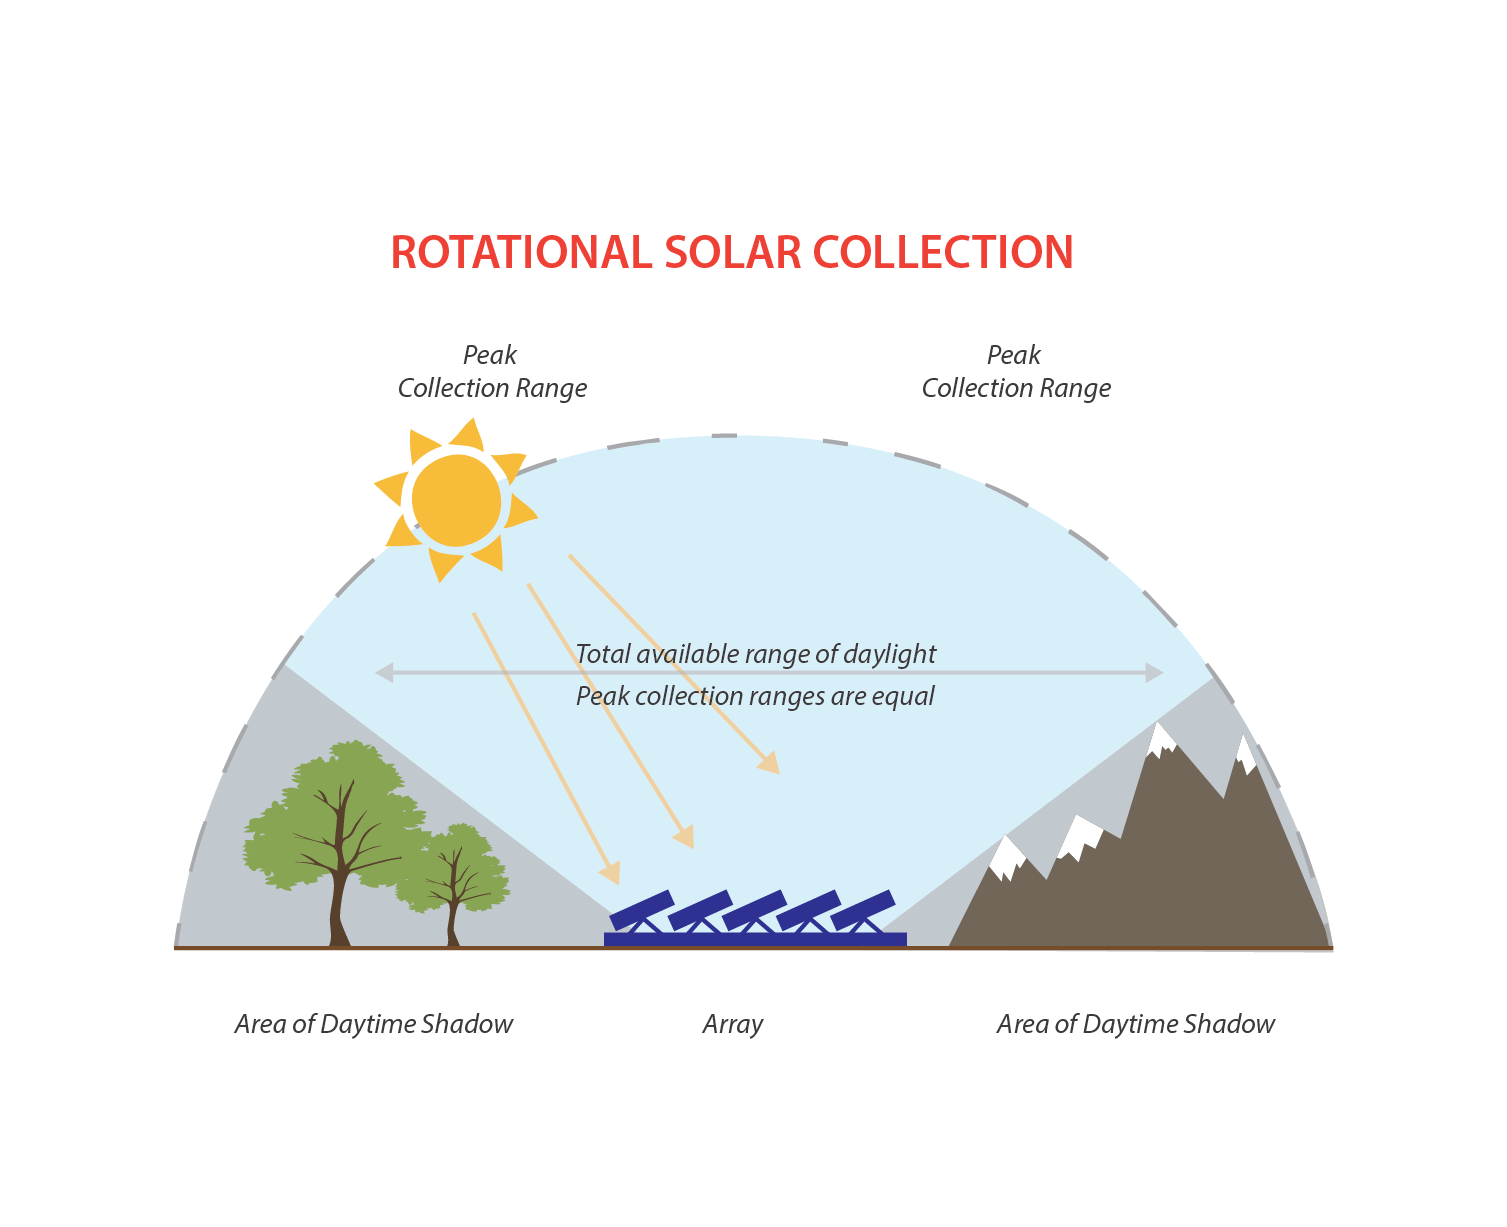 ROTATIONAL SOLAR COLLECTION
Peak
Collection Range
Peak
Collection Range
Total available range of daylight
Peak collection ranges are equal
Area of Daytime Shadow
Array
Area of Daytime Shadow